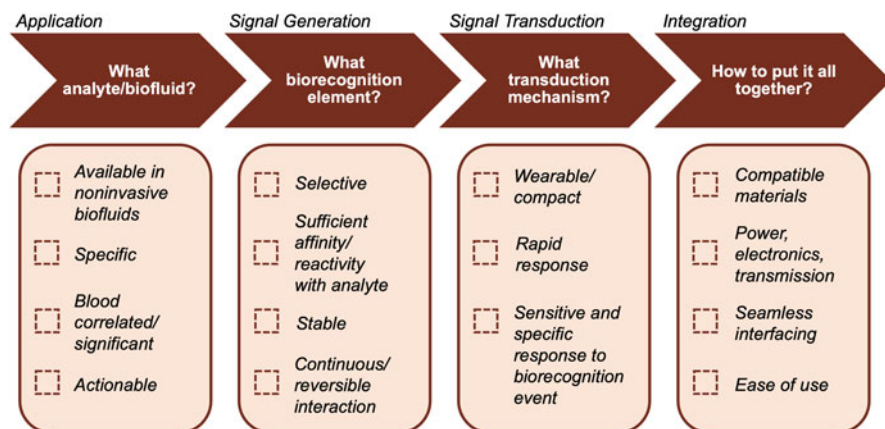 Application
Signal Generation
Signal Transduction
Integration
What
analyte/biofluid?
What
biorecognition
element?
What
transduction
mechanism?
How to put it all
together?
Available in
noninvasive
biofluids
Specific
Blood
correlated/
significant
Actionable
Selective
Sufficient
affinity/
reactivity
with analyte
Stable
Continuous/
reversible
interaction
Wearable/
compact
Rapid
response
Sensitive and
specific
response to
biorecognition
event
Compatible
materials
Power,
electronics,
transmission
Seamless
interfacing
Ease of use